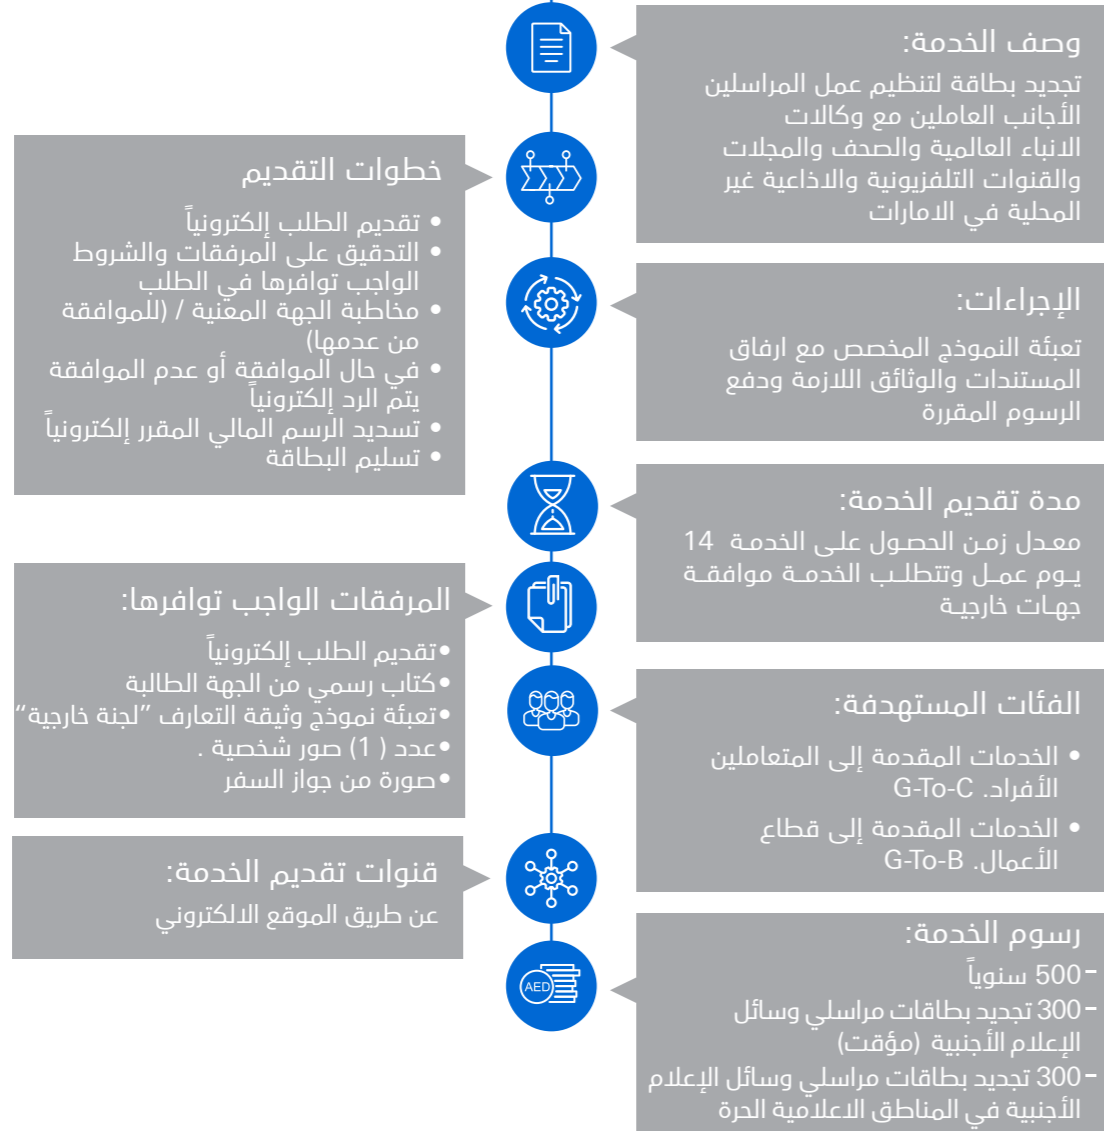 وصف الخدمة:
تجديد بطاقة لتنظيم عمل المراسلين
الأجانب العاملين مع وكالات
الانباء العالمية والصحف والمجلات
والقنوات التلفزيونية والاذاعية غير
المحلية في الامارات
خطوات التقديم
• تقديم الطلب إلكترونياً
• التدقيق على المرفقات والشروط
الواجب توافرها في الطلب
• مخاطبة الجهة المعنية / (للموافقة
من عدمها)
• في حال الموافقة أو عدم الموافقة
يتم الرد إلكترونياً
• تسديد الرسم المالي المقرر إلكترونياً
• تسليم البطاقة
الإجراءات:
تعبئة النموذج المخصص مع ارفاق
المستندات والوثائق اللازمة ودفع
الرسوم المقررة
مدة تقديم الخدمة:
معدل زمن الحصول على الخدمة 14
يوم عمل وتتطلب الخدمة موافقة
جهات خارجية
المرفقات الواجب توافرها:
•تقديم الطلب إلكترونياً
•كتاب رسمي من الجهة الطالبة
•تعبئة نموذج وثيقة التعارف "لجنة خارجية"
•عدد ( 1) صور شخصية .
•صورة من جواز السفر
الفئات المستهدفة:
• الخدمات المقدمة إلى المتعاملين
الأفراد. G-To-C
• الخدمات المقدمة إلى قطاع
الأعمال. G-To-B
قنوات تقديم الخدمة:
عن طريق الموقع الالكتروني
رسوم الخدمة:
-500 سنوياً
-300 تجديد بطاقات مراسلي وسائل
الإعلام الأجنبية (مؤقت)
-300 تجديد بطاقات مراسلي وسائل الإعلام
الأجنبية في المناطق الاعلامية الحرة
AED